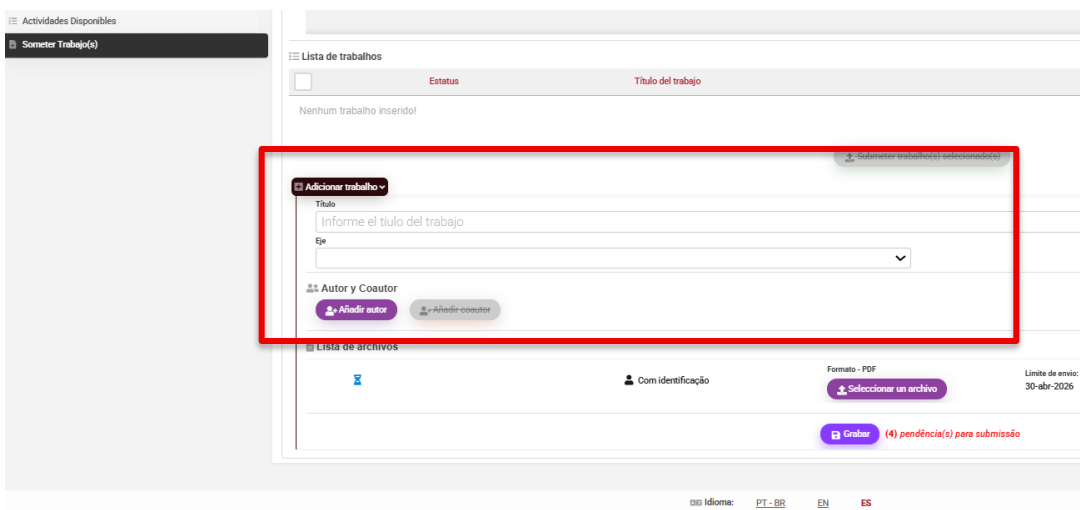 Actividades Disponibles
Someter Trabajo(s)
Lista de trabalhos
Estatus Título del trabajo
Nenhum trabalho inserido!
Submeter trabalho(s) selecionado(s)
Adicionar trabalho
Título
Informe el tiulo del trabajo
Eje
Autor y Coautor
Añadir autor Añadir coautor
Lista de archivos
Formato - PDF Limite de envio:
Com identificação Seleccionar un archivo 30-abr-2026
Grabar (4) pendência(s) para submissão
Idioma: PT - BR EN ES